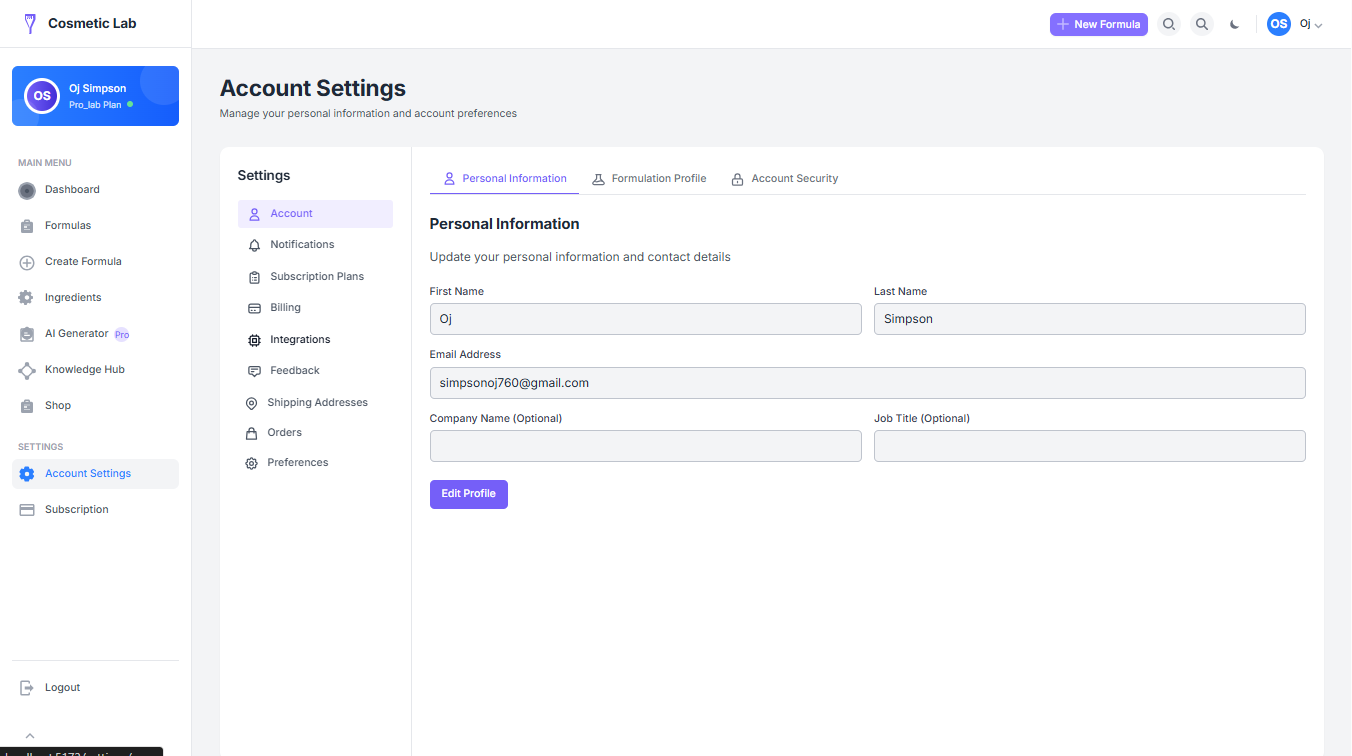 Cosmetic Lab
New Formula
OS
Oj
OS
Oj Simpson
Pro_lab Plan
MAIN MENU
Dashboard
Formulas
Create Formula
Ingredients
AI Generator Pro
Knowledge Hub
Shop
SETTINGS
Account Settings
Subscription
Logout
Account Settings
Manage your personal information and account preferences
Settings
Account
Notifications
Subscription Plans
Billing
Integrations
Feedback
Shipping Addresses
Orders
Preferences
Personal Information
Formulation Profile
Account Security
Personal Information
Update your personal information and contact details
First Name
Last Name
Oj
Simpson
Email Address
simpsonoj760@gmail.com
Company Name (Optional)
Job Title (Optional)
Edit Profile